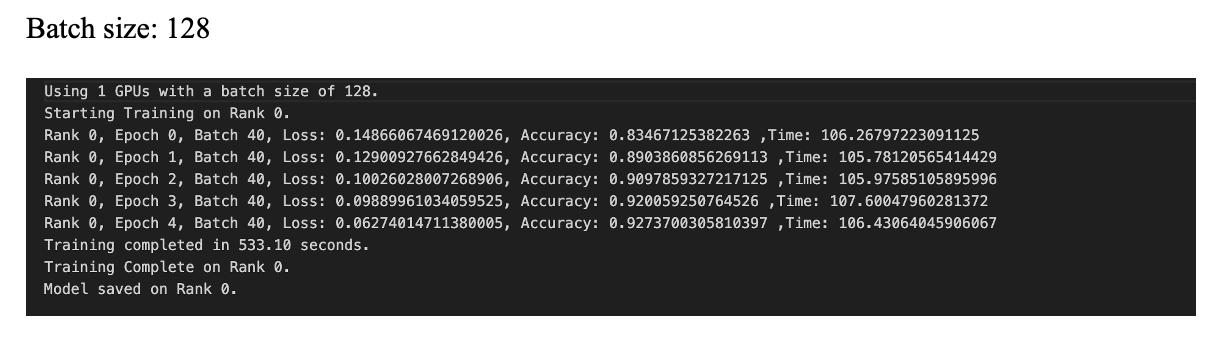 Batch size: 128
Using 1 GPUs with a batch size of 128.
Starting Training on Rank 0.
Rank 0, Epoch 0, Batch 40, Loss: 0.14866067469120026, Accuracy: 0.83467125382263 ,Time: 106.26797223091125
Rank 0, Epoch 1, Batch 40, Loss: 0.12900927662849426, Accuracy: 0.8903860856269113 ,Time: 105.78120565414429
Rank 0, Epoch 2, Batch 40, Loss: 0.10026028007268906, Accuracy: 0.9097859327217125 ,Time: 105.97585105895996
Rank 0, Epoch 3, Batch 40, Loss: 0.09889961034059525, Accuracy: 0.920059250764526 ,Time: 107.60047960281372
Rank 0, Epoch 4, Batch 40, Loss: 0.06274014711380005, Accuracy: 0.9273700305810397 ,Time: 106.43064045906067
Training completed in 533.10 seconds.
Training Complete on Rank 0.
Model saved on Rank 0.